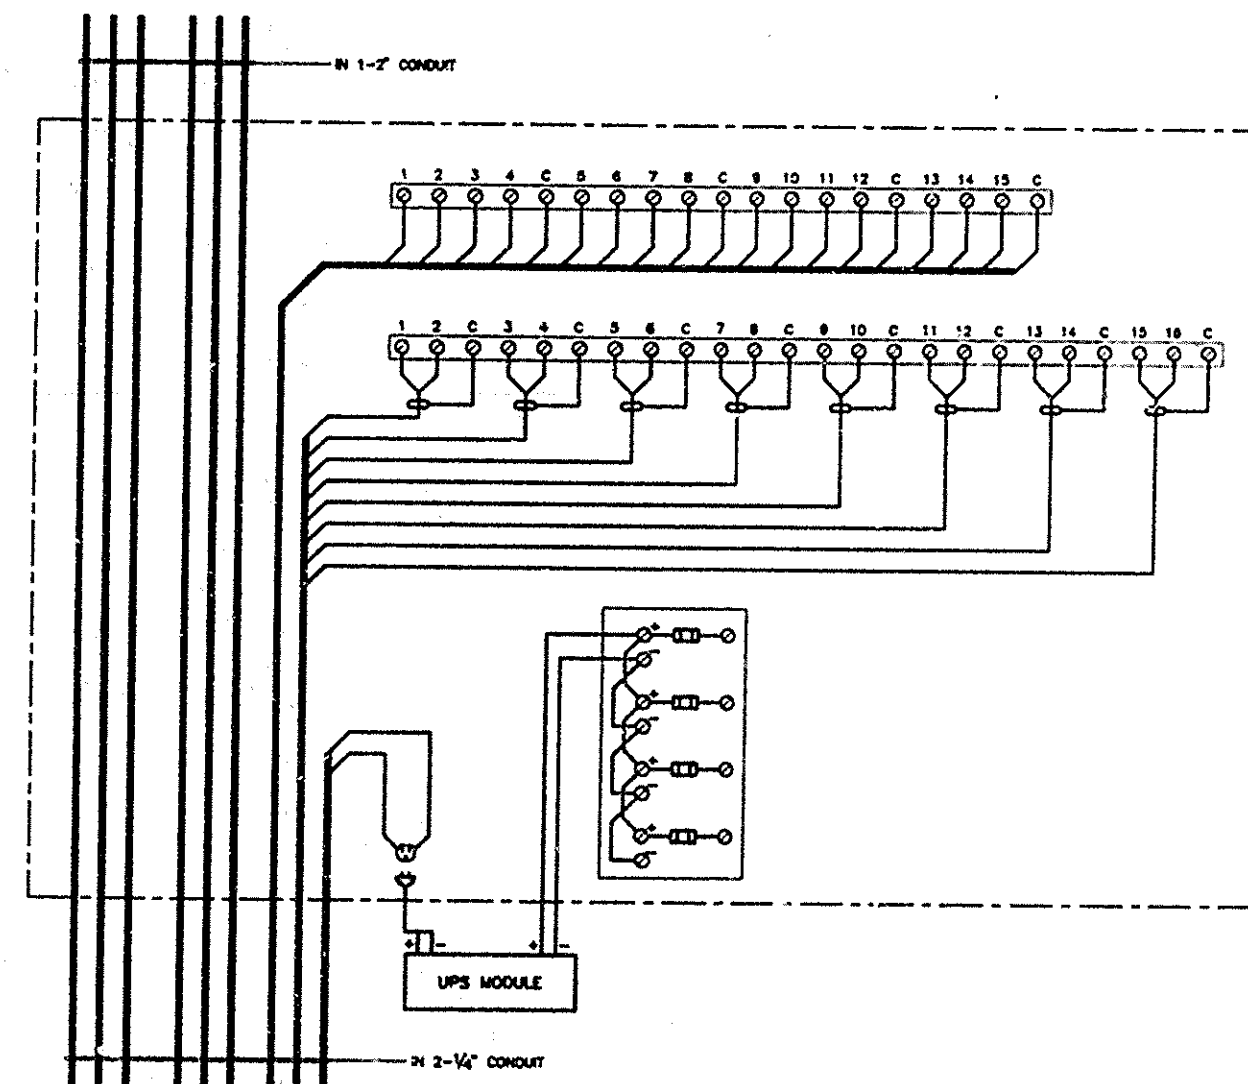 IN 1-2" CONDUIT
1 2 3 4 C 5 6 7 8 C 9 10 11 12 C 13 14 15 C
1 2 C 3 4 C 5 6 C 7 8 C 9 10 C 11 12 C 13 14 C 15 16 C
+
-
+
-
+
-
+
-
+ - + -
UPS MODULE
IN 2-1/4" CONDUIT